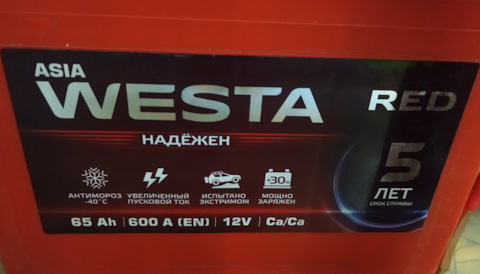 ASIA
WESTA RED
НАДЁЖЕН
5
ЛЕТ
СРОК СЛУЖБЫ
АНТИМОРОЗ
-40°C
УВЕЛИЧЕННЫЙ
ПУСКОВОЙ ТОК
ИСПЫТАНО
ЭКСТРИМОМ
+30%
МОЩНО
ЗАРЯЖЕН
65 Ah | 600 A (EN) | 12V | Ca/Ca